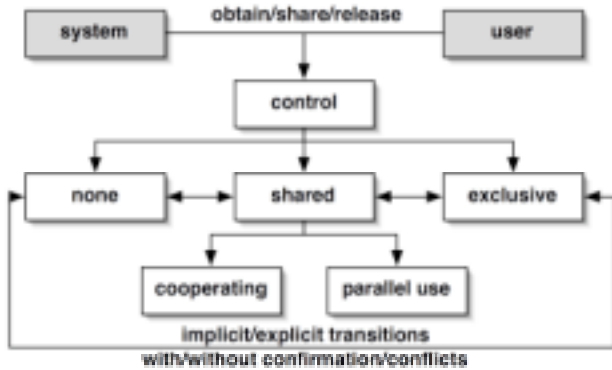 obtain/share/release
system
user
control
none
shared
exclusive
cooperating
parallel use
implicit/explicit transitions
with/without confirmation/conflicts